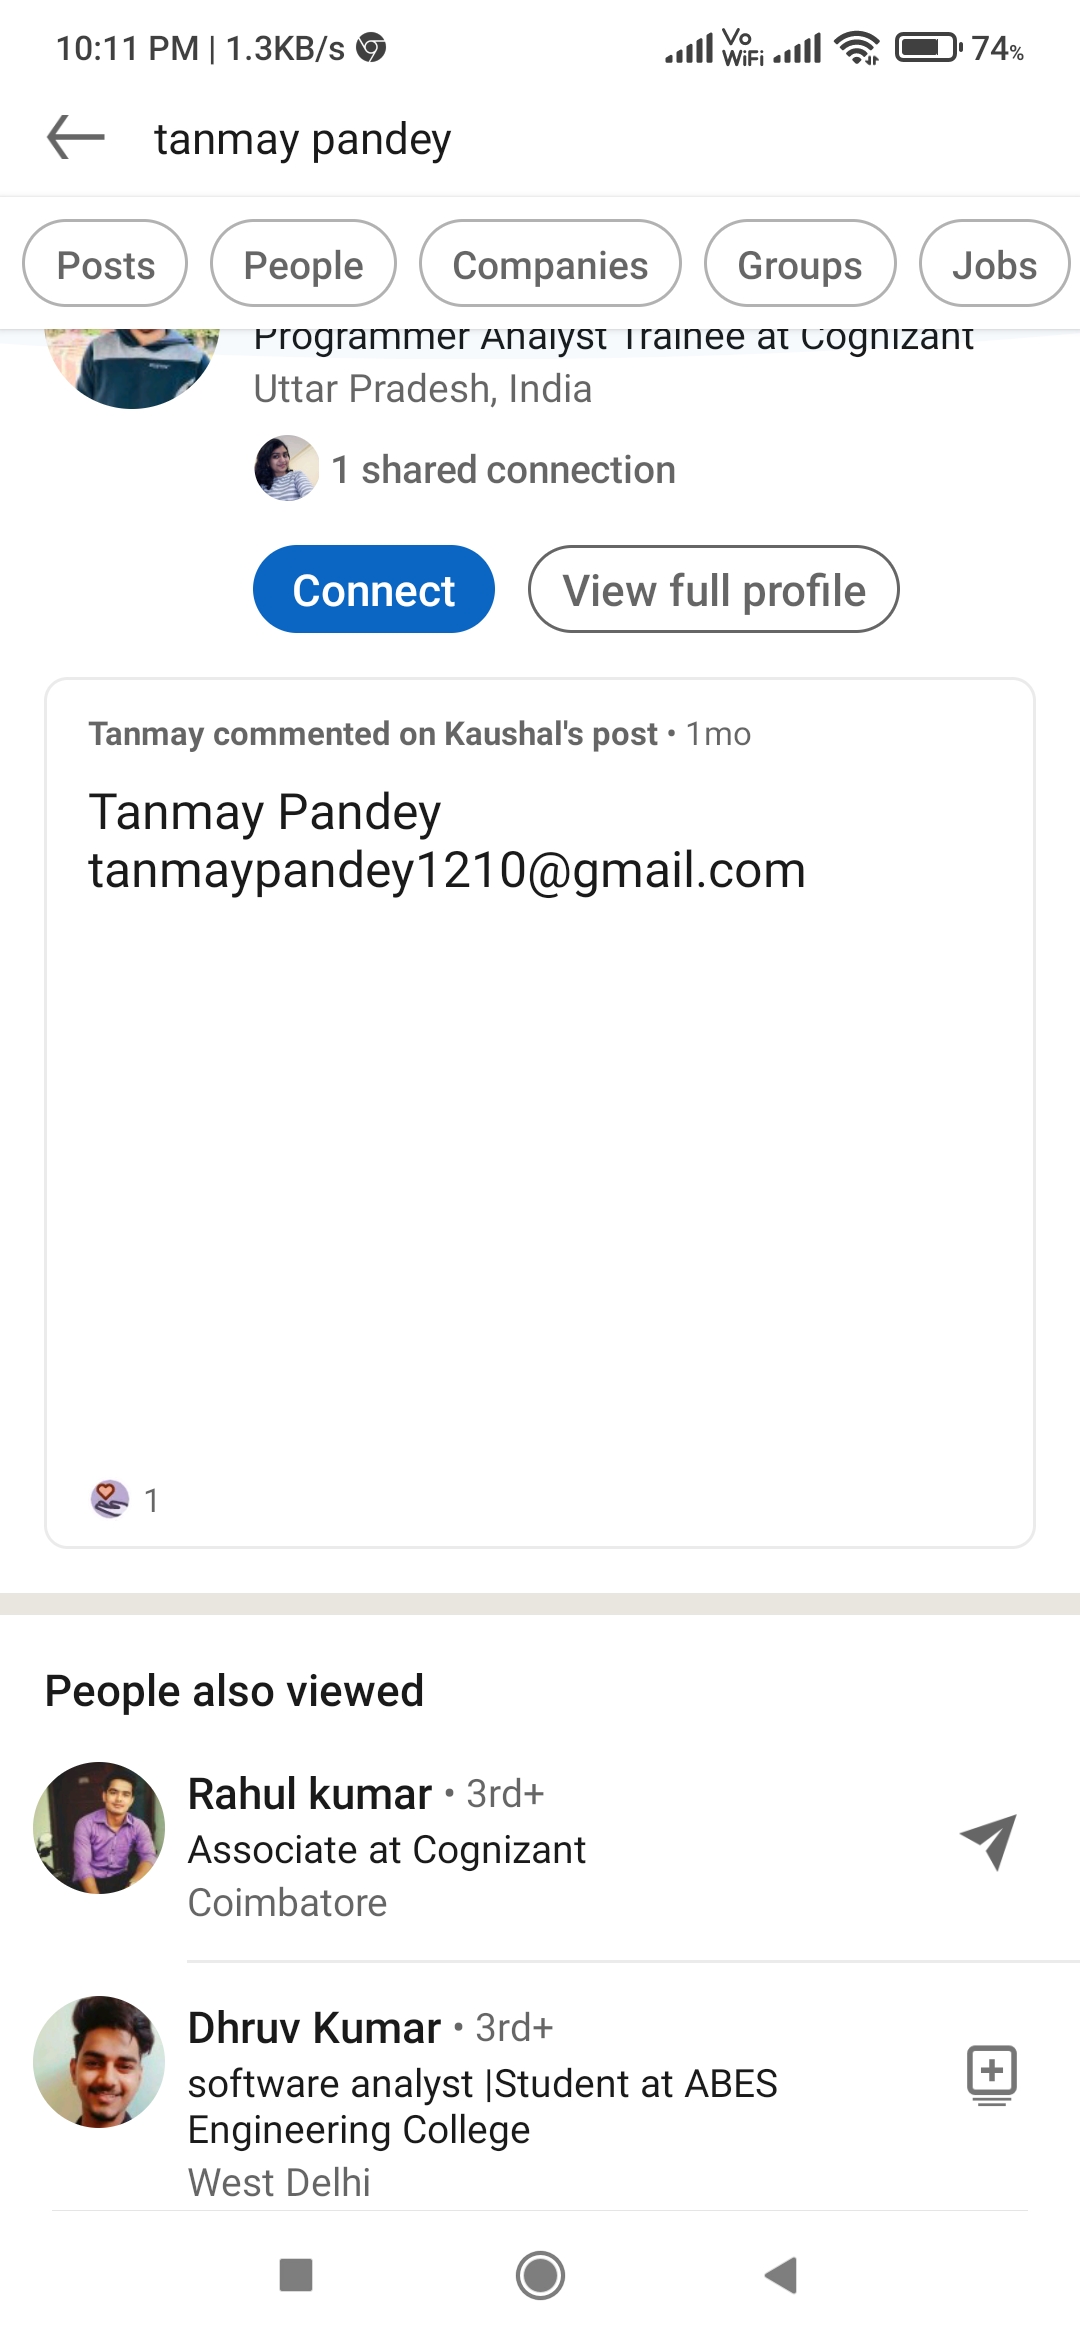 10:11 PM | 1.3KB/s Vo WiFi 74%
tanmay pandey
Posts People Companies Groups Jobs
Programmer Analyst Trainee at Cognizant
Uttar Pradesh, India
1 shared connection
Connect View full profile
Tanmay commented on Kaushal's post • 1mo
Tanmay Pandey
tanmaypandey1210@gmail.com
1
People also viewed
Rahul kumar • 3rd+
Associate at Cognizant
Coimbatore
Dhruv Kumar • 3rd+
software analyst |Student at ABES
Engineering College
West Delhi